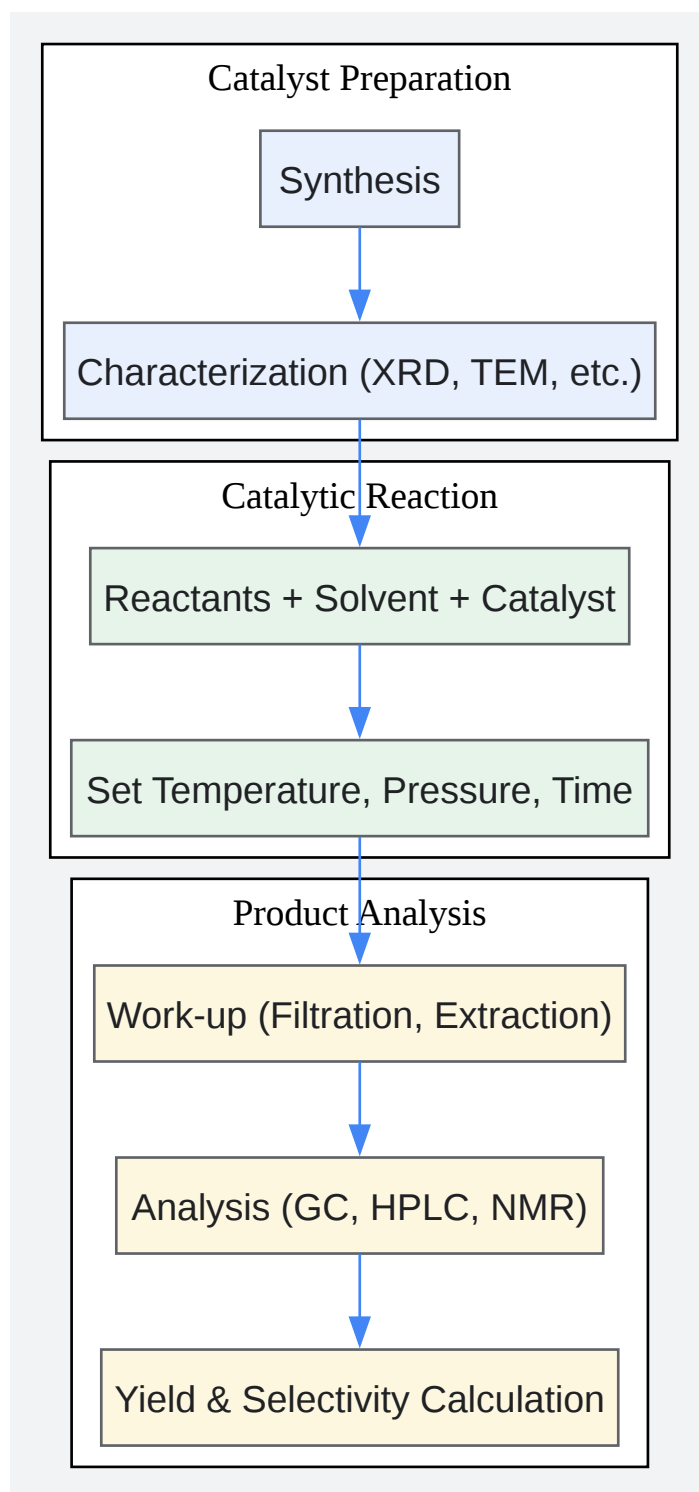 Catalyst Preparation
Synthesis
Characterization (XRD, TEM, etc.)
Catalytic Reaction
Reactants + Solvent + Catalyst
Set Temperature, Pressure, Time
Product Analysis
Work-up (Filtration, Extraction)
Analysis (GC, HPLC, NMR)
Yield & Selectivity Calculation